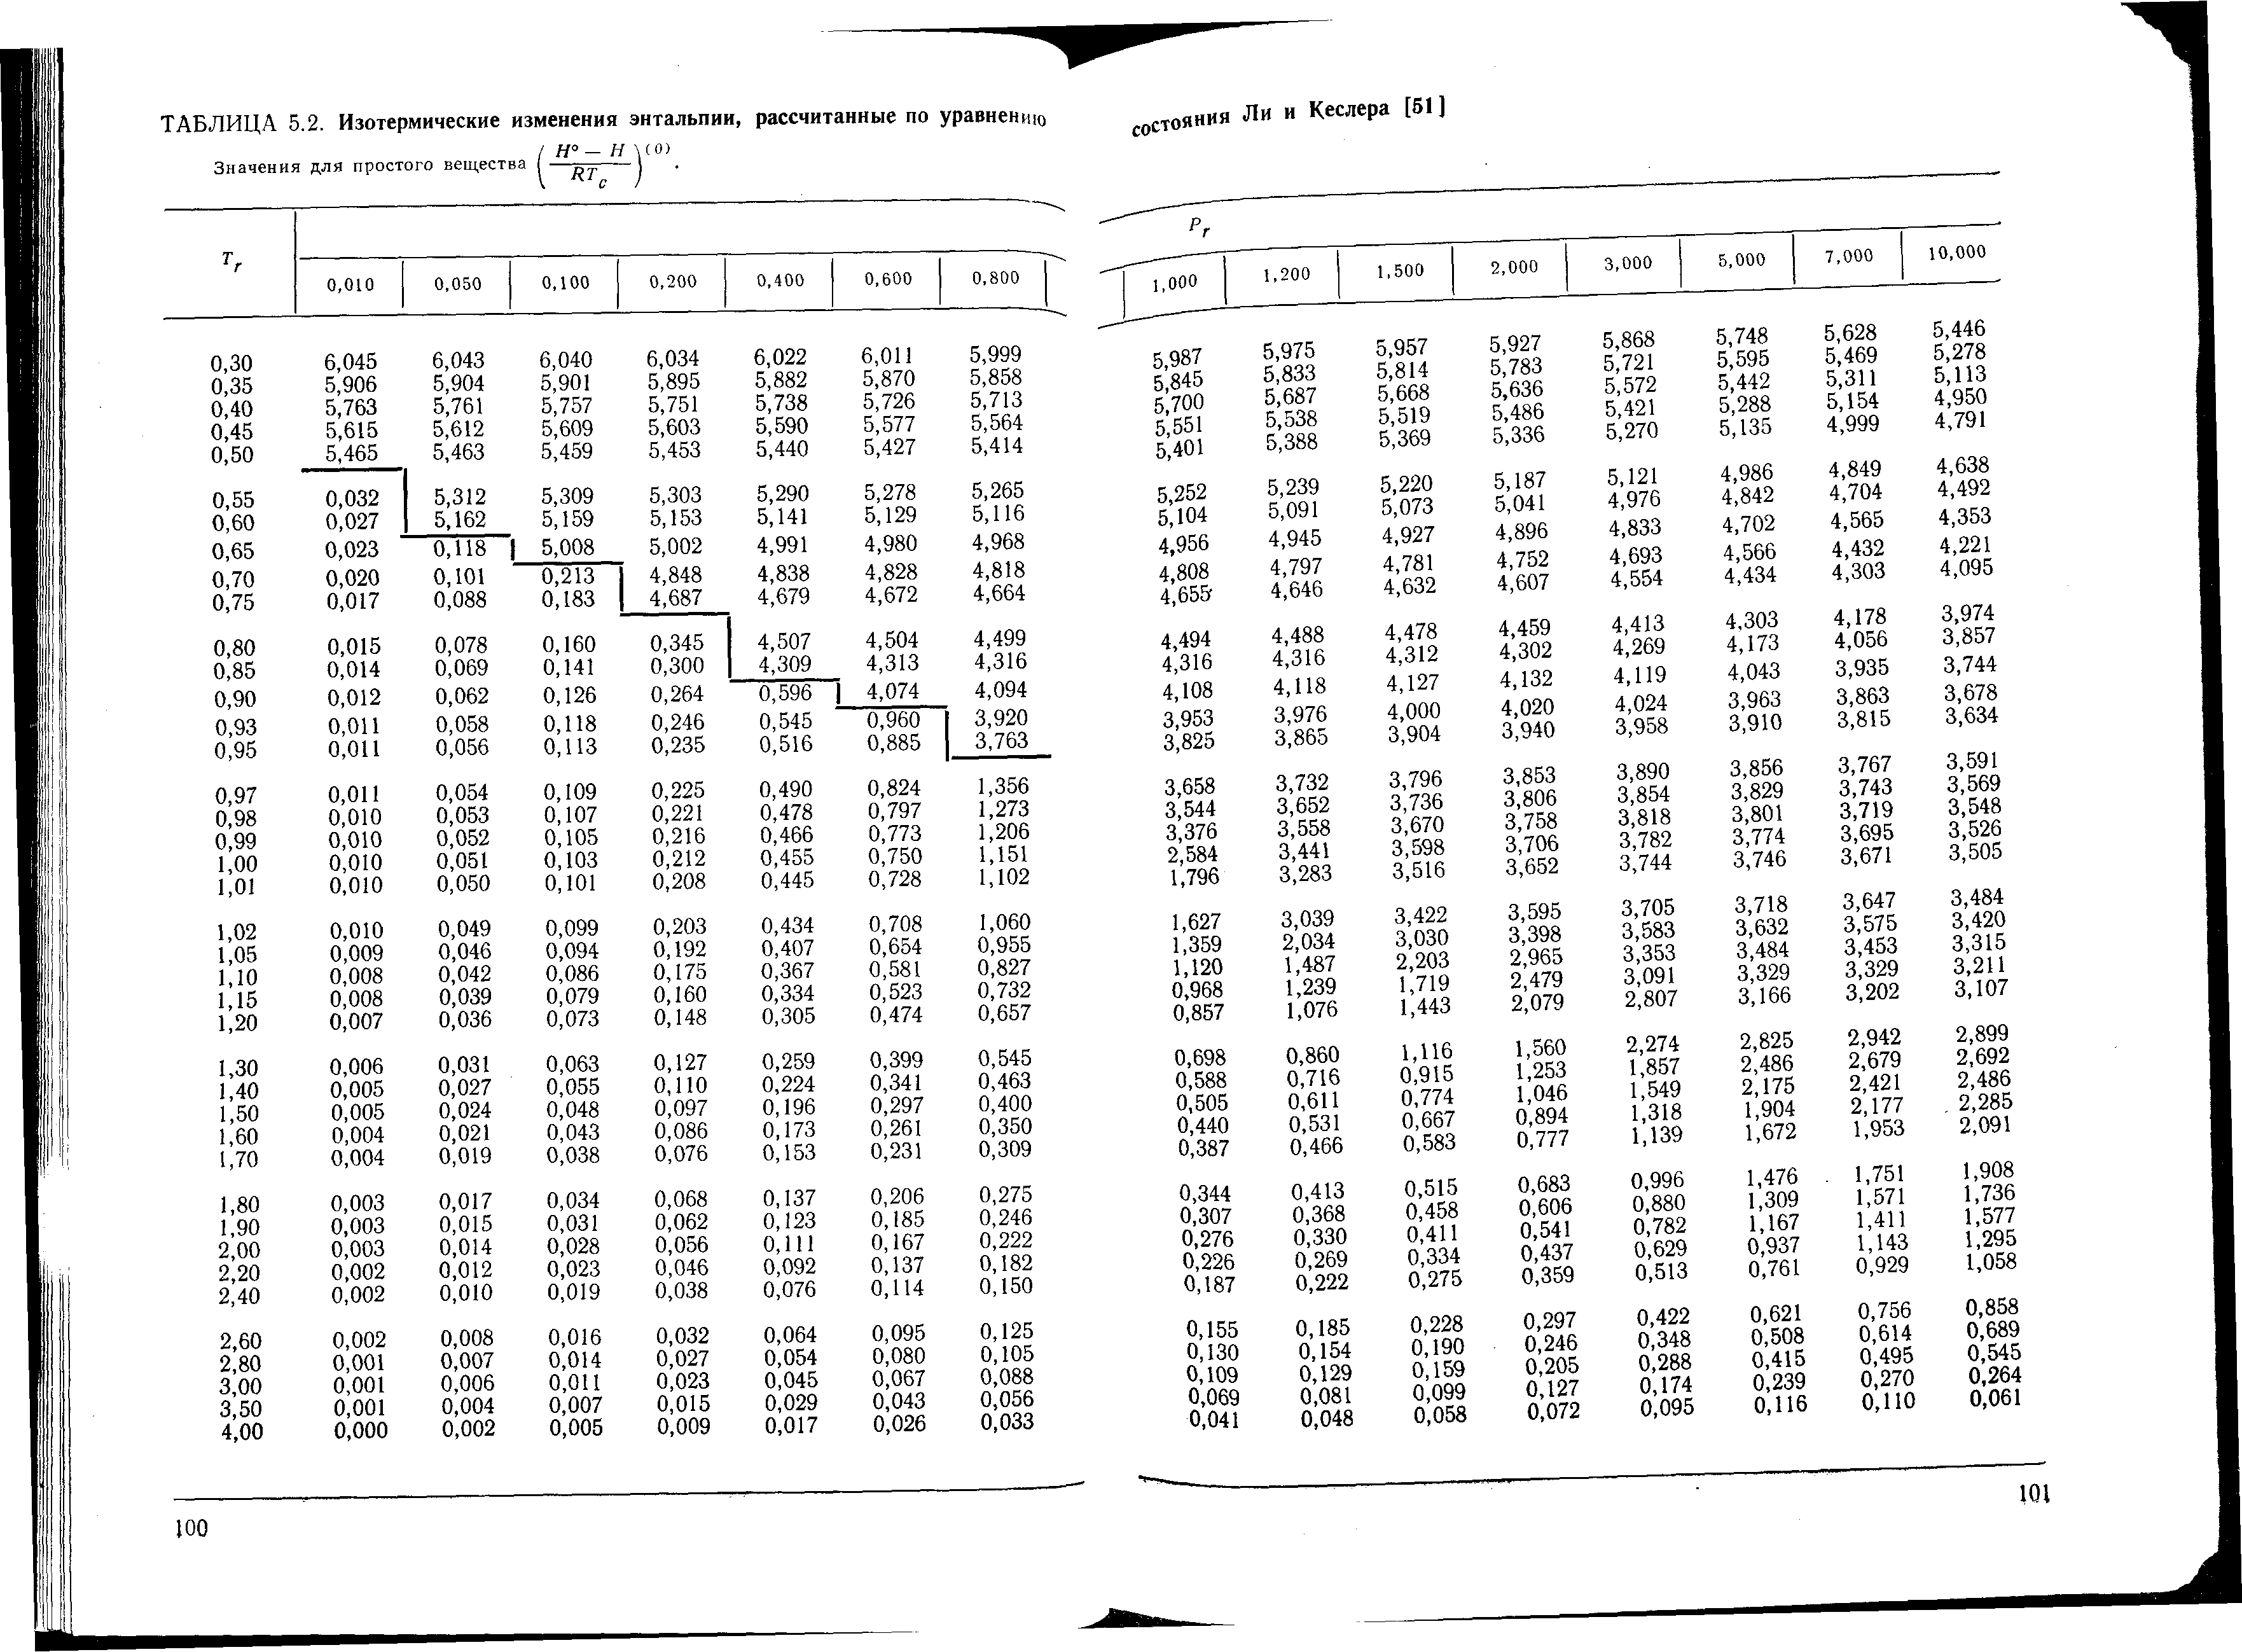 ТАБЛИЦА 5.2. Изотермические изменения энтальпии, рассчитанные по уравнению состояния Ли и Кеслера [51]
Значения для простого вещества ( H° — H / RT_c )^(0) .
T_r P_r
0,010 0,050 0,100 0,200 0,400 0,600 0,800 1,000 1,200 1,500 2,000 3,000 5,000 7,000 10,000
0,30 6,045 6,043 6,040 6,034 6,022 6,011 5,999 5,987 5,975 5,957 5,927 5,868 5,748 5,628 5,446
0,35 5,906 5,904 5,901 5,895 5,882 5,870 5,858 5,845 5,833 5,814 5,783 5,721 5,595 5,469 5,278
0,40 5,763 5,761 5,757 5,751 5,738 5,726 5,713 5,700 5,687 5,668 5,636 5,572 5,442 5,311 5,113
0,45 5,615 5,612 5,609 5,603 5,590 5,577 5,564 5,551 5,538 5,519 5,486 5,421 5,288 5,154 4,950
0,50 5,465 5,463 5,459 5,453 5,440 5,427 5,414 5,401 5,388 5,369 5,336 5,270 5,135 4,999 4,791
0,55 0,032 5,312 5,309 5,303 5,290 5,278 5,265 5,252 5,239 5,220 5,187 5,121 4,986 4,849 4,638
0,60 0,027 5,162 5,159 5,153 5,141 5,129 5,116 5,104 5,091 5,073 5,041 4,976 4,842 4,704 4,492
0,65 0,023 0,118 5,008 5,002 4,991 4,980 4,968 4,956 4,945 4,927 4,896 4,833 4,702 4,565 4,353
0,70 0,020 0,101 0,213 4,848 4,838 4,828 4,818 4,808 4,797 4,781 4,752 4,693 4,566 4,432 4,221
0,75 0,017 0,088 0,183 4,687 4,679 4,672 4,664 4,655 4,646 4,632 4,607 4,554 4,434 4,303 4,095
0,80 0,015 0,078 0,160 0,345 4,507 4,504 4,499 4,494 4,488 4,478 4,459 4,413 4,303 4,178 3,974
0,85 0,014 0,069 0,141 0,300 4,309 4,313 4,316 4,316 4,316 4,312 4,302 4,269 4,173 4,056 3,857
0,90 0,012 0,062 0,126 0,264 0,596 4,074 4,094 4,108 4,118 4,127 4,132 4,119 4,043 3,935 3,744
0,93 0,011 0,058 0,118 0,246 0,545 0,960 3,920 3,953 3,976 4,000 4,020 4,024 3,963 3,863 3,678
0,95 0,011 0,056 0,113 0,235 0,516 0,885 3,763 3,825 3,865 3,904 3,940 3,958 3,910 3,815 3,634
0,97 0,011 0,054 0,109 0,225 0,490 0,824 1,356 3,658 3,732 3,796 3,853 3,890 3,856 3,767 3,591
0,98 0,010 0,053 0,107 0,221 0,478 0,797 1,273 3,544 3,652 3,736 3,806 3,854 3,829 3,743 3,569
0,99 0,010 0,052 0,105 0,216 0,466 0,773 1,206 3,376 3,558 3,670 3,758 3,818 3,801 3,719 3,548
1,00 0,010 0,051 0,103 0,212 0,455 0,750 1,151 2,584 3,441 3,598 3,706 3,782 3,774 3,695 3,526
1,01 0,010 0,050 0,101 0,208 0,445 0,728 1,102 1,796 3,283 3,516 3,652 3,744 3,746 3,671 3,505
1,02 0,010 0,049 0,099 0,203 0,434 0,708 1,060 1,627 3,039 3,422 3,595 3,705 3,718 3,647 3,484
1,05 0,009 0,046 0,094 0,192 0,407 0,654 0,955 1,359 2,034 3,030 3,398 3,583 3,632 3,575 3,420
1,10 0,008 0,042 0,086 0,175 0,367 0,581 0,827 1,120 1,487 2,203 2,965 3,353 3,484 3,453 3,315
1,15 0,008 0,039 0,079 0,160 0,334 0,523 0,732 0,968 1,239 1,719 2,479 3,091 3,329 3,329 3,211
1,20 0,007 0,036 0,073 0,148 0,305 0,474 0,657 0,857 1,076 1,443 2,079 2,807 3,166 3,202 3,107
1,30 0,006 0,031 0,063 0,127 0,259 0,399 0,545 0,698 0,860 1,116 1,560 2,274 2,825 2,942 2,899
1,40 0,005 0,027 0,055 0,110 0,224 0,341 0,463 0,588 0,716 0,915 1,253 1,857 2,486 2,679 2,692
1,50 0,005 0,024 0,048 0,097 0,196 0,297 0,400 0,505 0,611 0,774 1,046 1,549 2,175 2,421 2,486
1,60 0,004 0,021 0,043 0,086 0,173 0,261 0,350 0,440 0,531 0,667 0,894 1,318 1,904 2,177 2,285
1,70 0,004 0,019 0,038 0,076 0,153 0,231 0,309 0,387 0,466 0,583 0,777 1,139 1,672 1,953 2,091
1,80 0,003 0,017 0,034 0,068 0,137 0,206 0,275 0,344 0,413 0,515 0,683 0,996 1,476 1,751 1,908
1,90 0,003 0,015 0,031 0,062 0,123 0,185 0,246 0,307 0,368 0,458 0,606 0,880 1,309 1,571 1,736
2,00 0,003 0,014 0,028 0,056 0,111 0,167 0,222 0,276 0,330 0,411 0,541 0,782 1,167 1,411 1,577
2,20 0,002 0,012 0,023 0,046 0,092 0,137 0,182 0,226 0,269 0,334 0,437 0,629 0,937 1,143 1,295
2,40 0,002 0,010 0,019 0,038 0,076 0,114 0,150 0,187 0,222 0,275 0,359 0,513 0,761 0,929 1,058
2,60 0,002 0,008 0,016 0,032 0,064 0,095 0,125 0,155 0,185 0,228 0,297 0,422 0,621 0,756 0,858
2,80 0,001 0,007 0,014 0,027 0,054 0,080 0,105 0,130 0,154 0,190 0,246 0,348 0,508 0,614 0,689
3,00 0,001 0,006 0,011 0,023 0,045 0,067 0,088 0,109 0,129 0,159 0,205 0,288 0,415 0,495 0,545
3,50 0,001 0,004 0,007 0,015 0,029 0,043 0,056 0,069 0,081 0,099 0,127 0,174 0,239 0,270 0,264
4,00 0,000 0,002 0,005 0,009 0,017 0,026 0,033 0,041 0,048 0,058 0,072 0,095 0,116 0,110 0,061
100 101